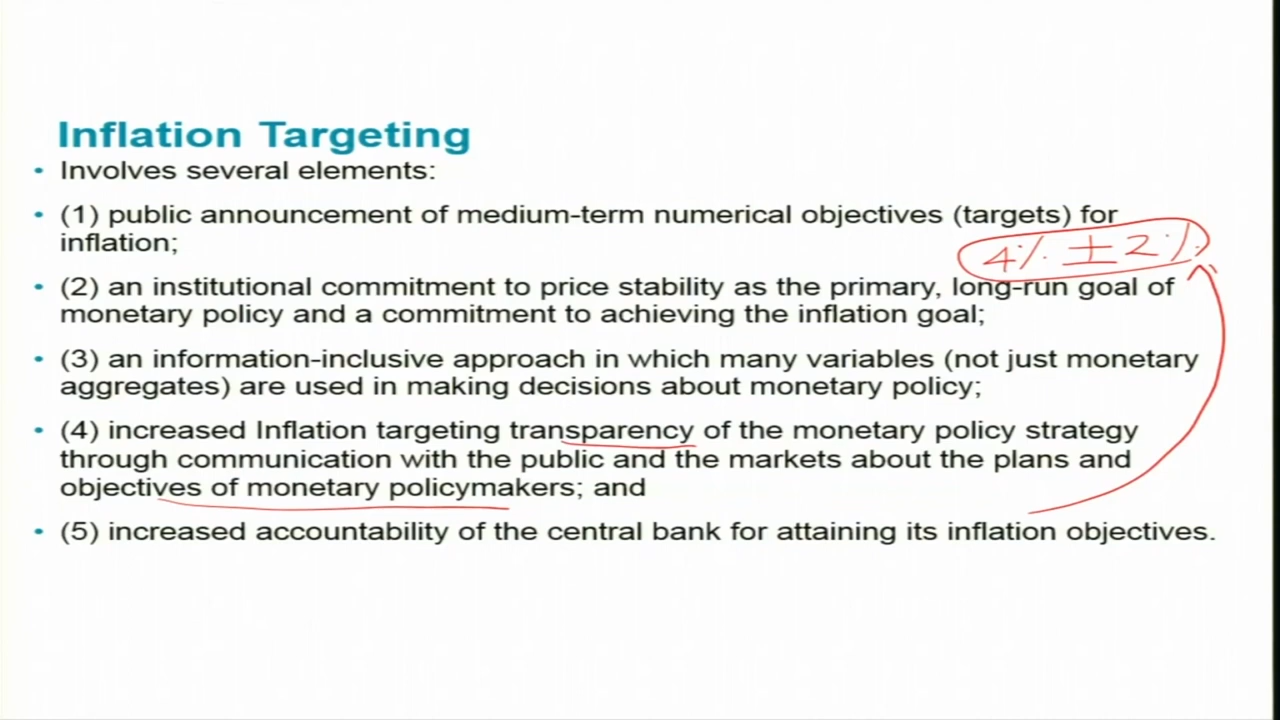 Inflation Targeting
• Involves several elements:
• (1) public announcement of medium-term numerical objectives (targets) for
inflation;
4% ± 2%
• (2) an institutional commitment to price stability as the primary, long-run goal of
monetary policy and a commitment to achieving the inflation goal;
• (3) an information-inclusive approach in which many variables (not just monetary
aggregates) are used in making decisions about monetary policy;
• (4) increased Inflation targeting transparency of the monetary policy strategy
through communication with the public and the markets about the plans and
objectives of monetary policymakers; and
• (5) increased accountability of the central bank for attaining its inflation objectives.